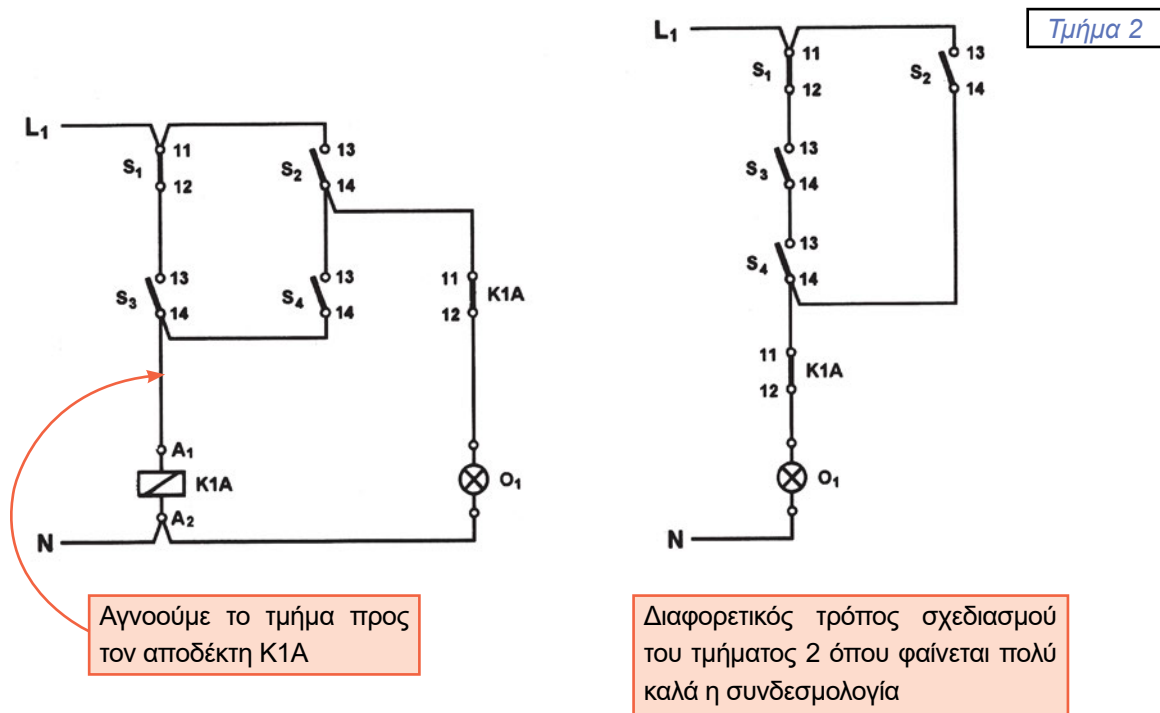 Τμήμα 2
L1
11
S1
12
13
S2
14
13
S3
14
13
S4
14
11
K1A
12
A1
K1A
A2
O1
N
Αγνοούμε το τμήμα προς
τον αποδέκτη Κ1Α
L1
11
S1
12
13
S2
14
13
S3
14
13
S4
14
11
K1A
12
O1
N
Διαφορετικός τρόπος σχεδιασμού
του τμήματος 2 όπου φαίνεται πολύ
καλά η συνδεσμολογία